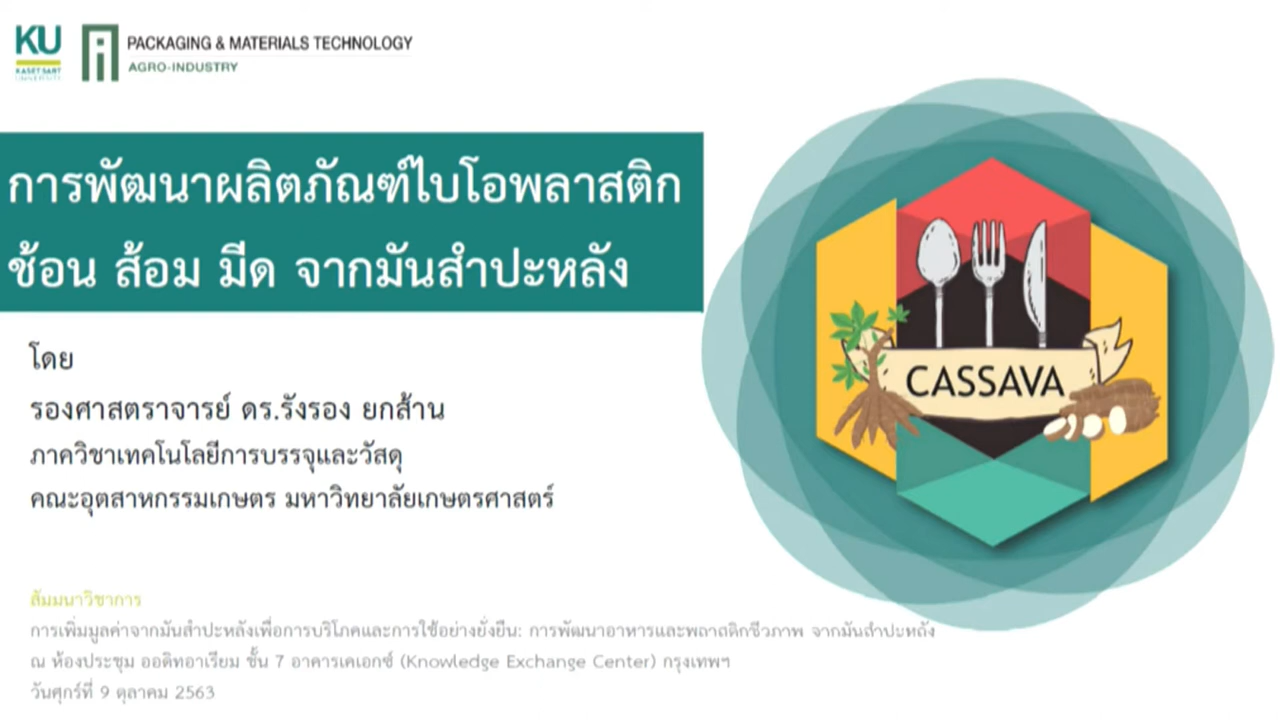 KU
KASETSART
UNIVERSITY
PACKAGING & MATERIALS TECHNOLOGY
AGRO-INDUSTRY
การพัฒนาผลิตภัณฑ์ไบโอพลาสติก
ช้อน ส้อม มีด จากมันสำปะหลัง
โดย
รองศาสตราจารย์ ดร.รังรอง ยกส้าน
ภาควิชาเทคโนโลยีการบรรจุและวัสดุ
คณะอุตสาหกรรมเกษตร มหาวิทยาลัยเกษตรศาสตร์
CASSAVA
สัมมนาวิชาการ
การเพิ่มมูลค่าจากมันสำปะหลังเพื่อการบริโภคและการใช้อย่างยั่งยืน: การพัฒนาอาหารและพลาสติกชีวภาพ จากมันสำปะหลัง
ณ ห้องประชุม ออดิทอาเรียม ชั้น 7 อาคารเคเอกซ์ (Knowledge Exchange Center) กรุงเทพฯ
วันศุกร์ที่ 9 ตุลาคม 2563